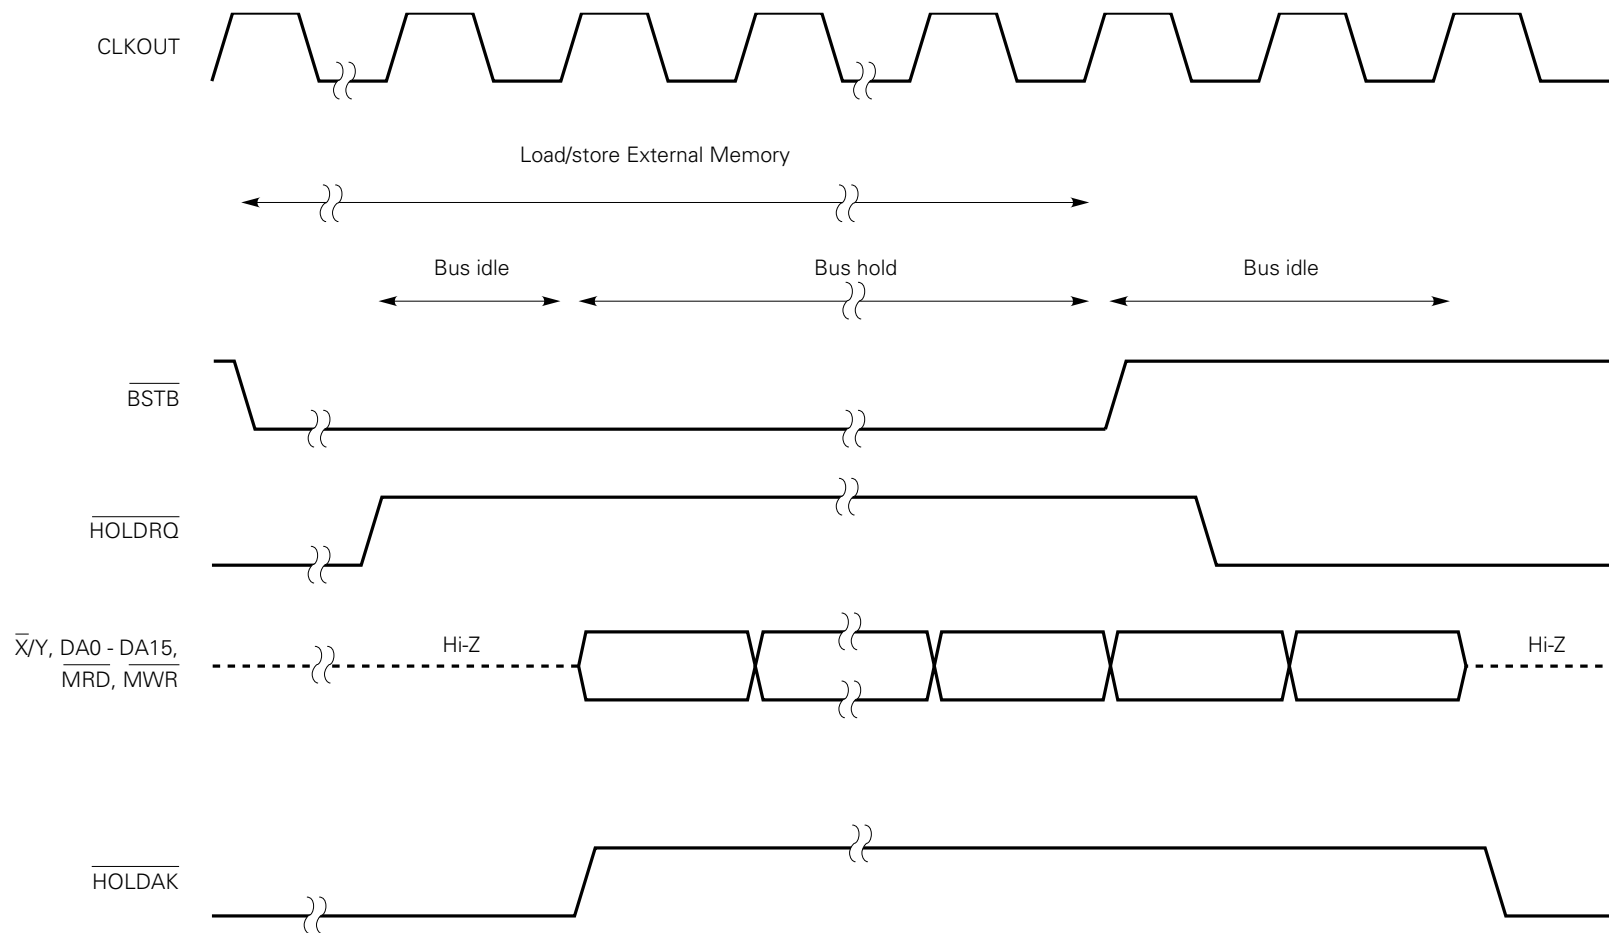 CLKOUT
Load/store External Memory
Bus idle
Bus hold
Bus idle
BSTB
HOLDRQ
X/Y, DA0 - DA15,
MRD, MWR
Hi-Z
Hi-Z
HOLDAK